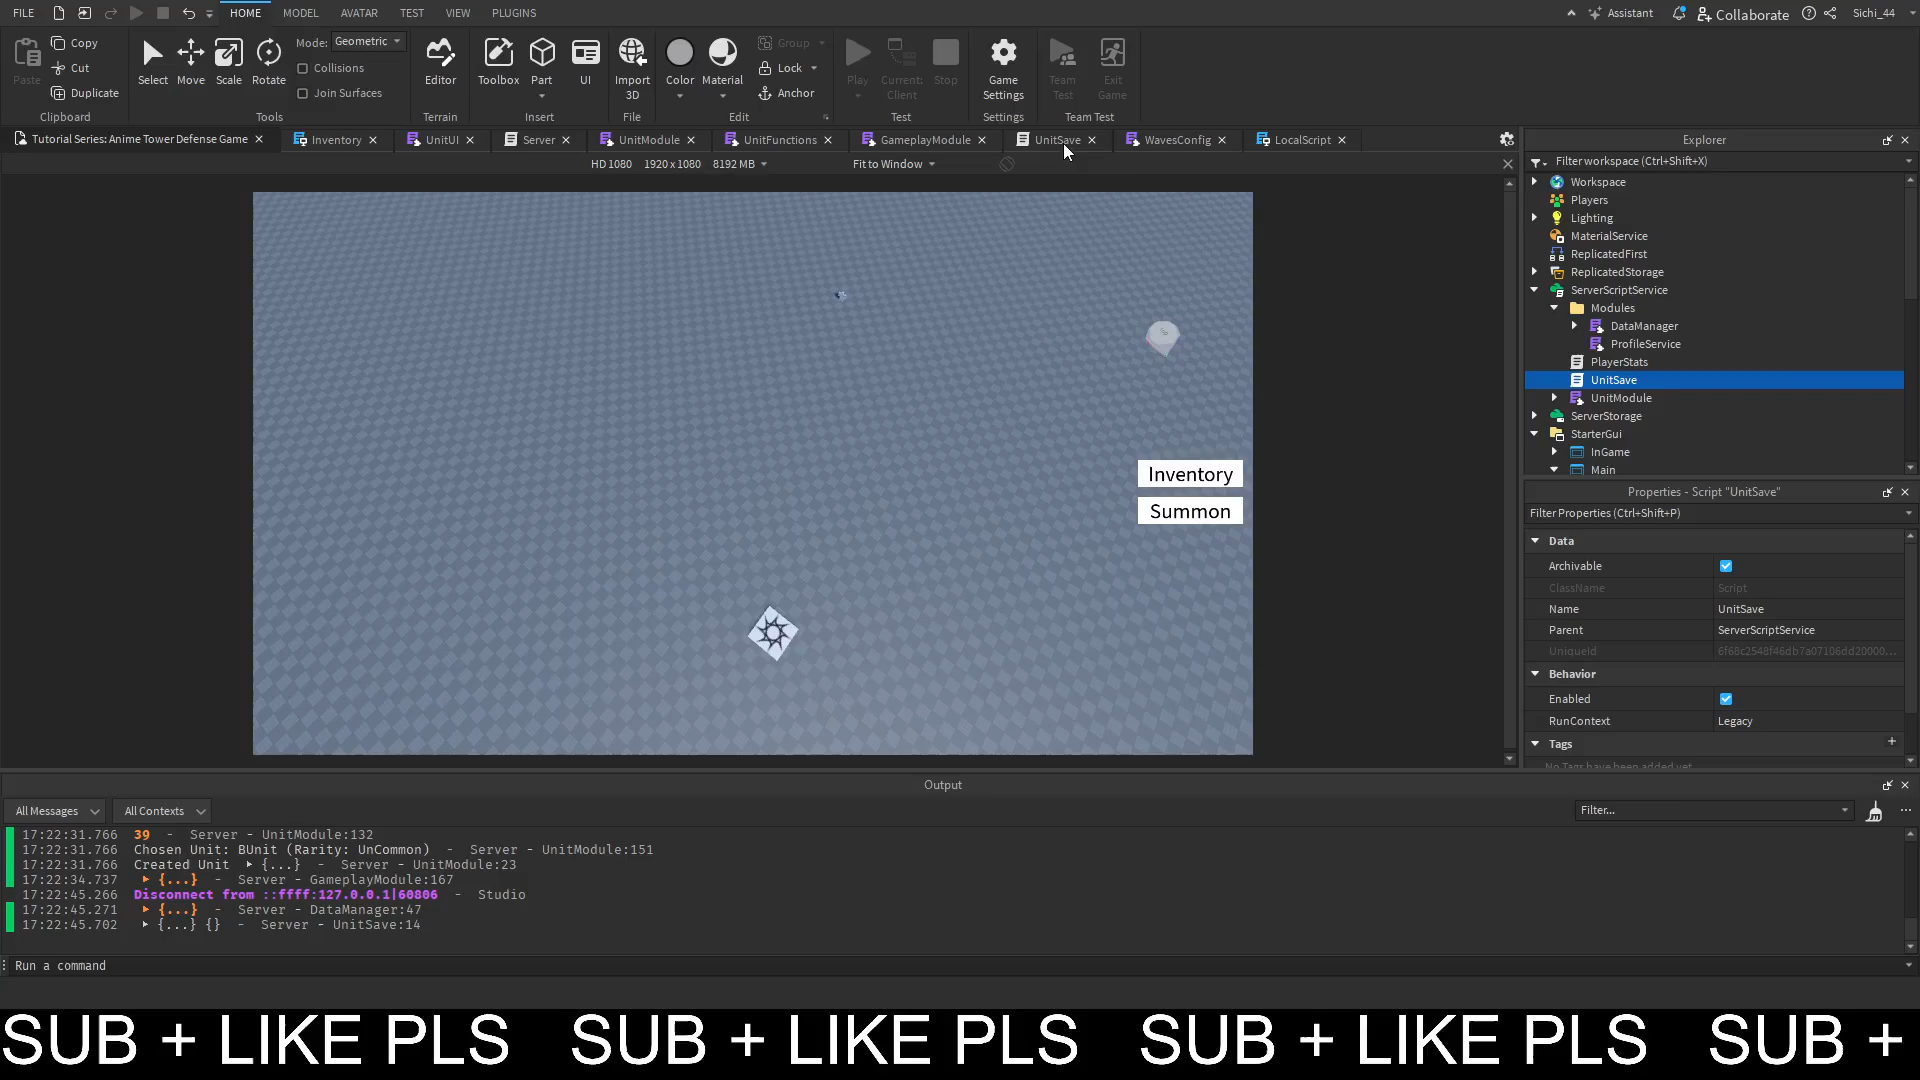 FILE HOME MODEL AVATAR TEST VIEW PLUGINS Assistant Collaborate Sichi_44
Paste Copy Cut Duplicate Clipboard
Select Move Scale Rotate Mode: Geometric Collisions Join Surfaces Tools
Editor Terrain
Toolbox Part UI Insert
Import 3D File
Color Material Group Lock Anchor Edit
Play Current: Client Stop Test
Game Settings Settings
Team Test Exit Game Team Test
Tutorial Series: Anime Tower Defense Game Inventory UnitUI Server UnitModule UnitFunctions GameplayModule UnitSave WavesConfig LocalScript
HD 1080 1920 x 1080 8192 MB Fit to Window
Inventory
Summon
Explorer
Filter workspace (Ctrl+Shift+X)
Workspace
Players
Lighting
MaterialService
ReplicatedFirst
ReplicatedStorage
ServerScriptService
Modules
DataManager
ProfileService
PlayerStats
UnitSave
UnitModule
ServerStorage
StarterGui
InGame
Main
Properties - Script "UnitSave"
Filter Properties (Ctrl+Shift+P)
Data
Archivable
ClassName Script
Name UnitSave
Parent ServerScriptService
UniqueId 6f68c2548f46db7a07106dd20000...
Behavior
Enabled
RunContext Legacy
Tags
No Tags have been added yet
Output
All Messages All Contexts Filter...
17:22:31.766 39 - Server - UnitModule:132
17:22:31.766 Chosen Unit: BUnit (Rarity: UnCommon) - Server - UnitModule:151
17:22:31.766 Created Unit {...} - Server - UnitModule:23
17:22:34.737 {...} - Server - GameplayModule:167
17:22:45.266 Disconnect from ::ffff:127.0.0.1|60806 - Studio
17:22:45.271 {...} - Server - DataManager:47
17:22:45.702 {...} {} - Server - UnitSave:14
Run a command
SUB + LIKE PLS SUB + LIKE PLS SUB + LIKE PLS SUB +